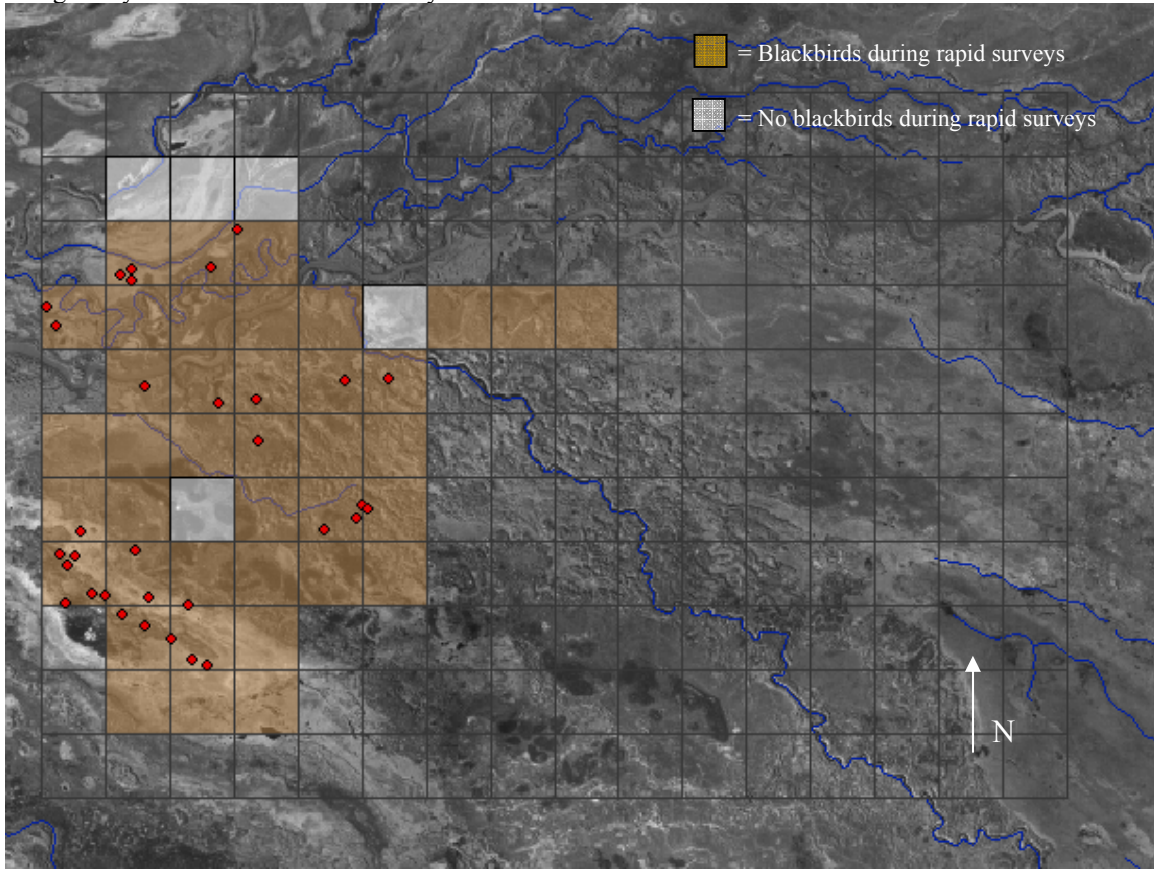 = Blackbirds during rapid surveys
= No blackbirds during rapid surveys
N